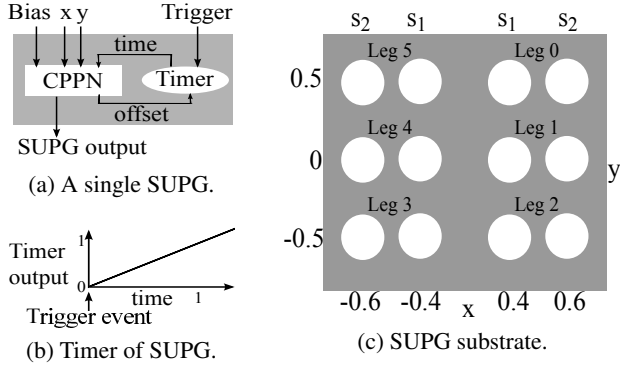 Bias x y Trigger
time
CPPN Timer
offset
SUPG output
(a) A single SUPG.
Timer
output
1
0
time 1
Trigger event
(b) Timer of SUPG.
s2 s1 s1 s2
Leg 5 Leg 0
0.5
Leg 4 Leg 1
0
y
Leg 3 Leg 2
-0.5
-0.6 -0.4 x 0.4 0.6
(c) SUPG substrate.